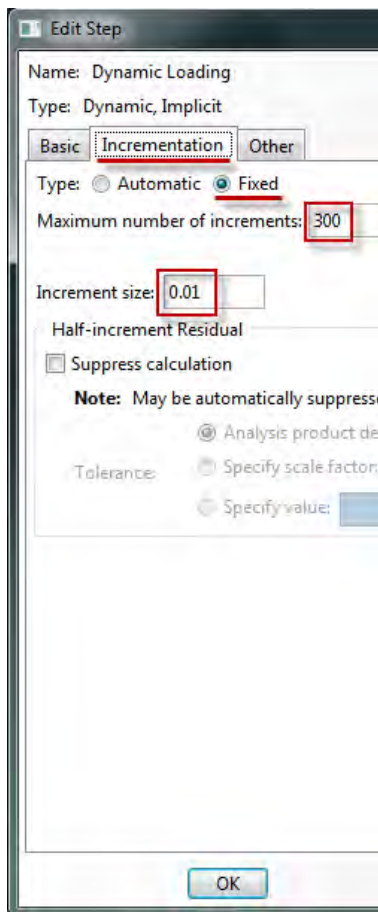 Edit Step
Name: Dynamic Loading
Type: Dynamic, Implicit
Basic Incrementation Other
Type: Automatic Fixed
Maximum number of increments: 300
Increment size: 0.01
Half-increment Residual
Suppress calculation
Note: May be automatically suppresse
Analysis product de
Tolerance: Specify scale factor:
Specify value:
OK